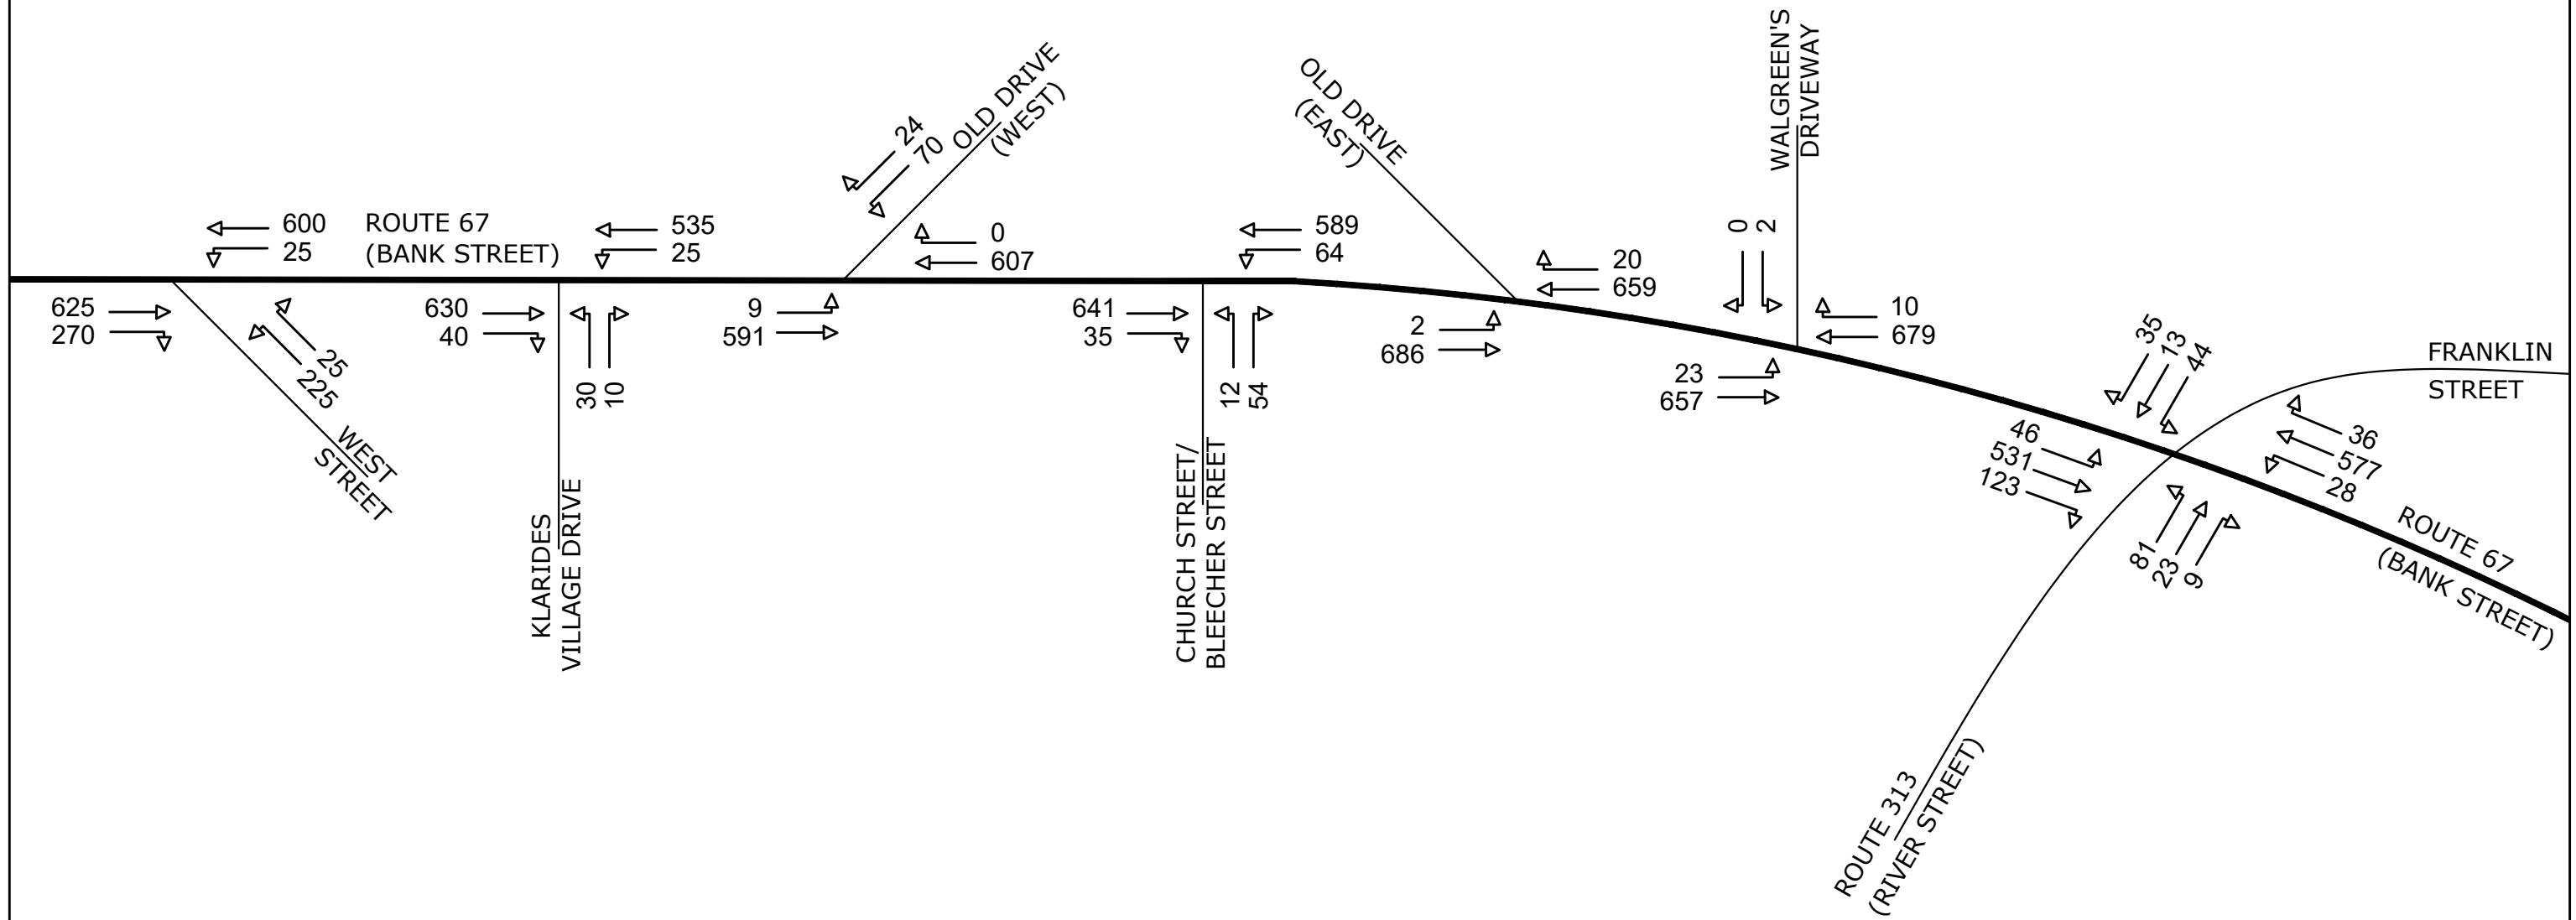 WALGREEN'S
DRIVEWAY
OLD DRIVE
(WEST)
OLD DRIVE
(EAST)
24
70
600
25
ROUTE 67
(BANK STREET)
535
25
0
607
589
64
20
659
0
2
10
679
625
270
25
225
630
40
30
10
9
591
641
35
12
54
2
686
23
657
35
13
44
FRANKLIN
STREET
46
531
123
36
577
28
81
23
9
WEST
STREET
KLARIDES
VILLAGE DRIVE
CHURCH STREET/
BLEECHER STREET
ROUTE 67
(BANK STREET)
ROUTE 313
(RIVER STREET)